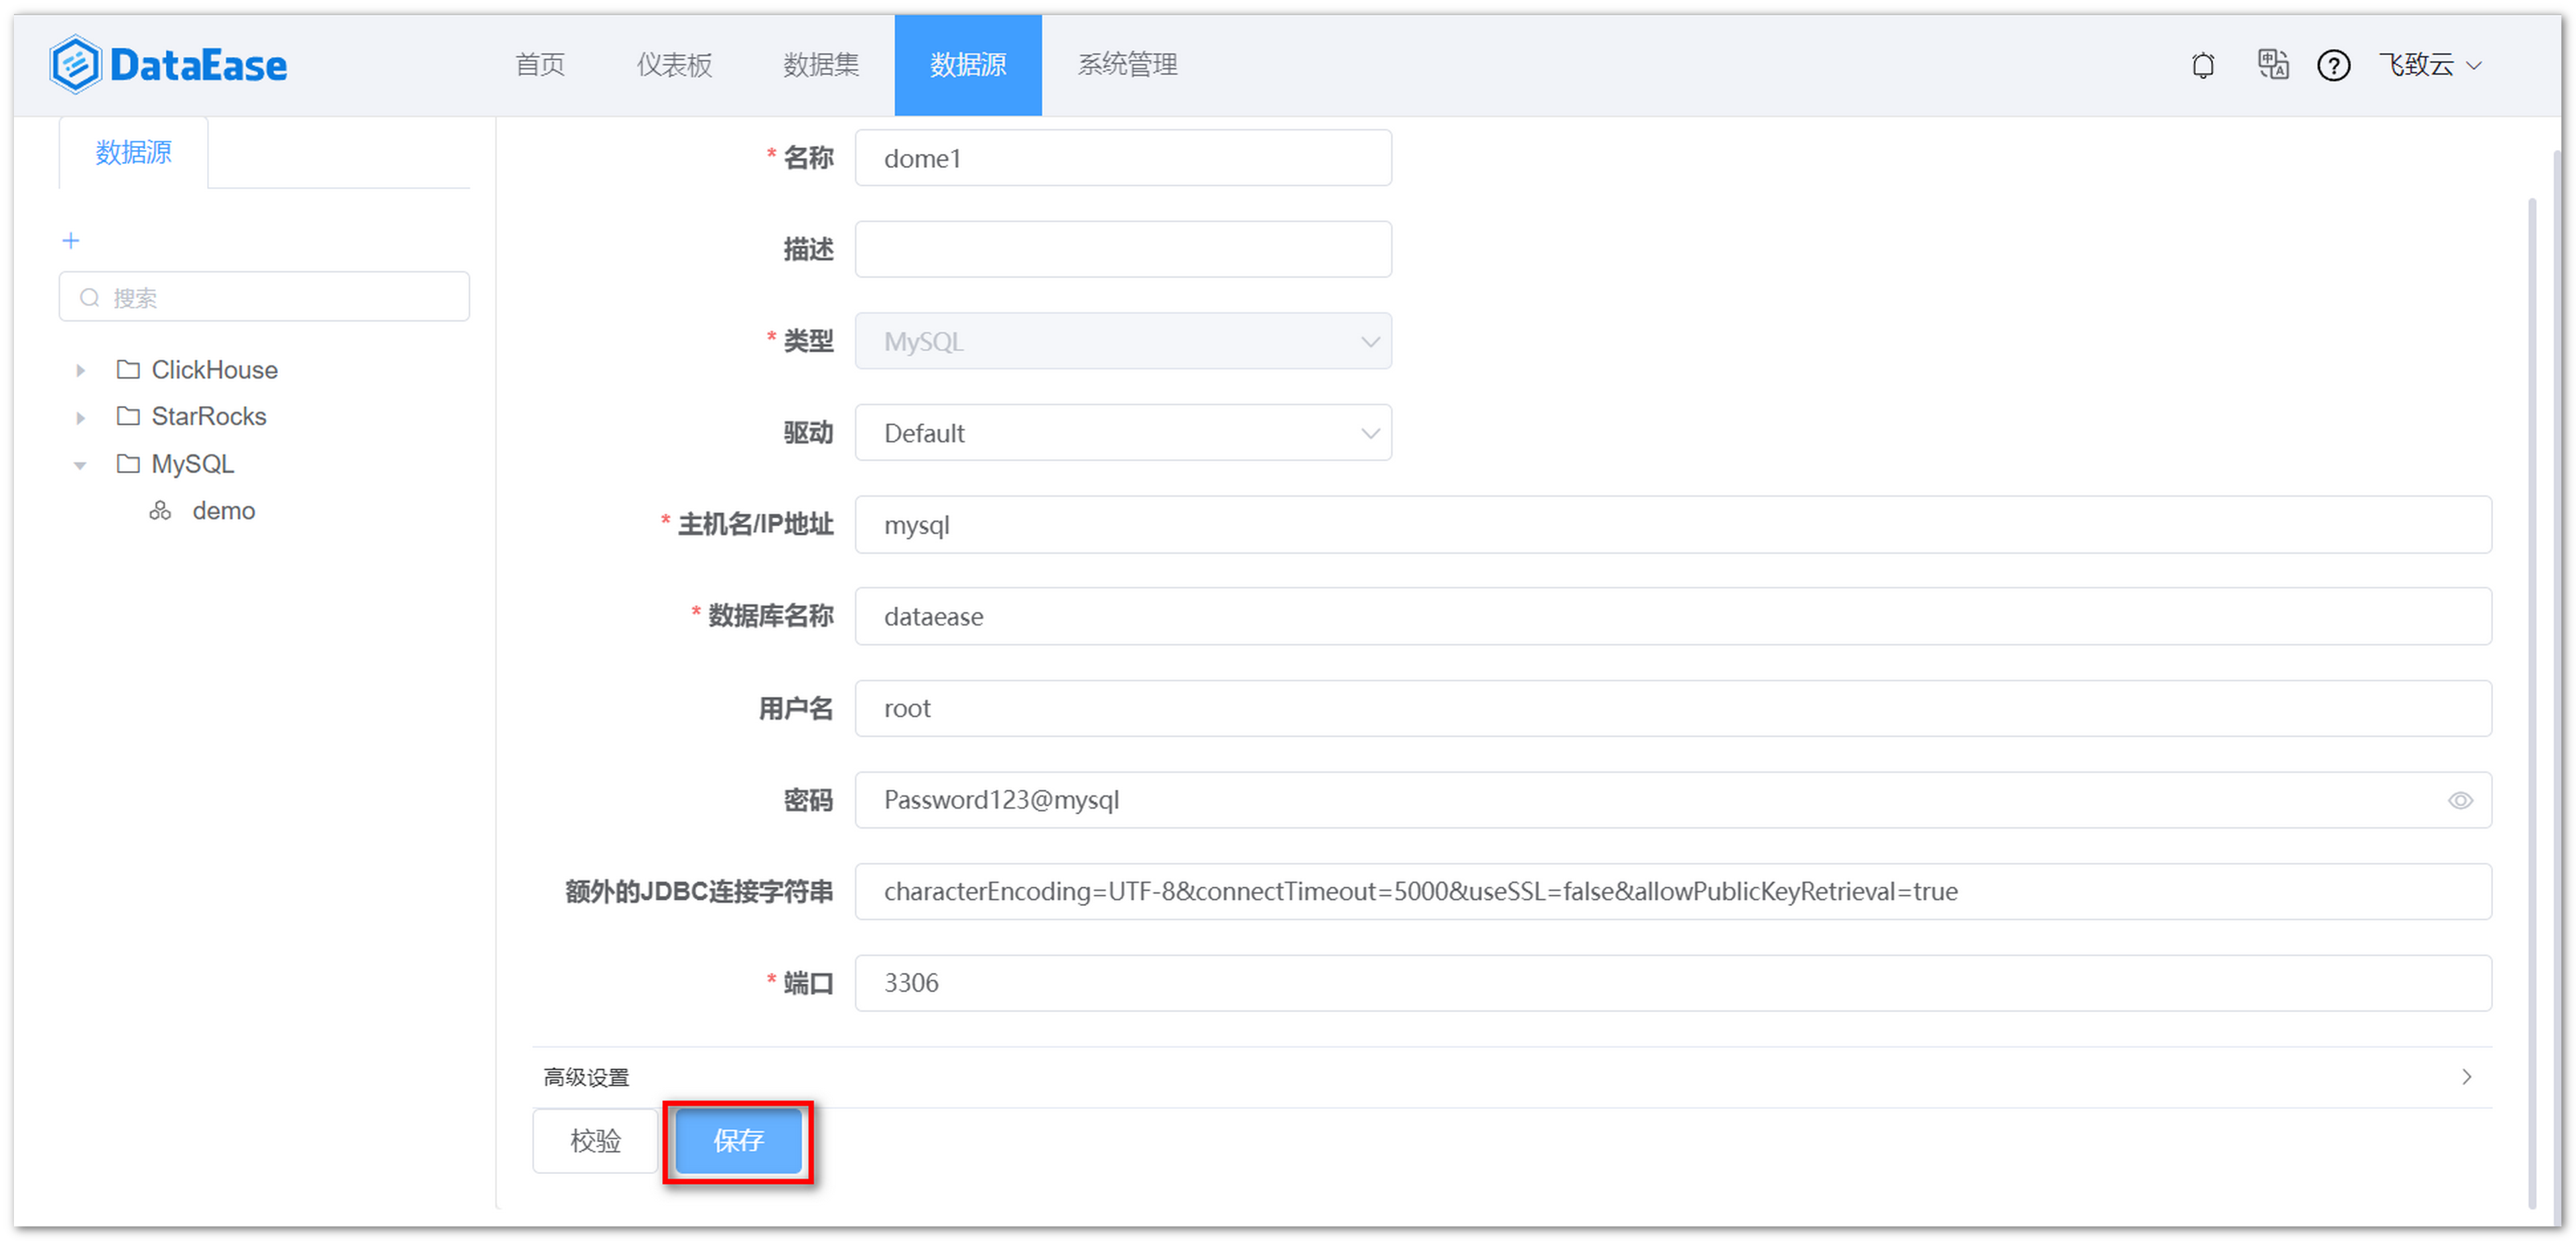 DataEase
首页
仪表板
数据集
数据源
系统管理
飞致云
数据源
+
搜索
ClickHouse
StarRocks
MySQL
demo
* 名称 dome1
描述
* 类型 MySQL
驱动 Default
* 主机名/IP地址 mysql
* 数据库名称 dataease
用户名 root
密码 Password123@mysql
额外的JDBC连接字符串 characterEncoding=UTF-8&connectTimeout=5000&useSSL=false&allowPublicKeyRetrieval=true
* 端口 3306
高级设置
校验
保存